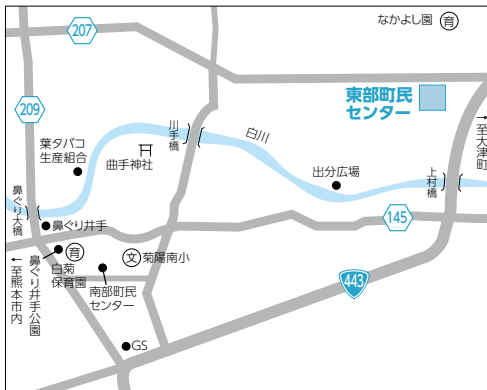 なかよし園 育
207
東部町民
センター
209
川手橋
白川
→至大津町
葉タバコ
生産組合
曲手神社
出分広場
上村橋
鼻ぐり大橋
鼻ぐり井手
145
育
白菊
保育園
文 菊陽南小
鼻ぐり井手公園
←至熊本市内
南部町民
センター
443
GS